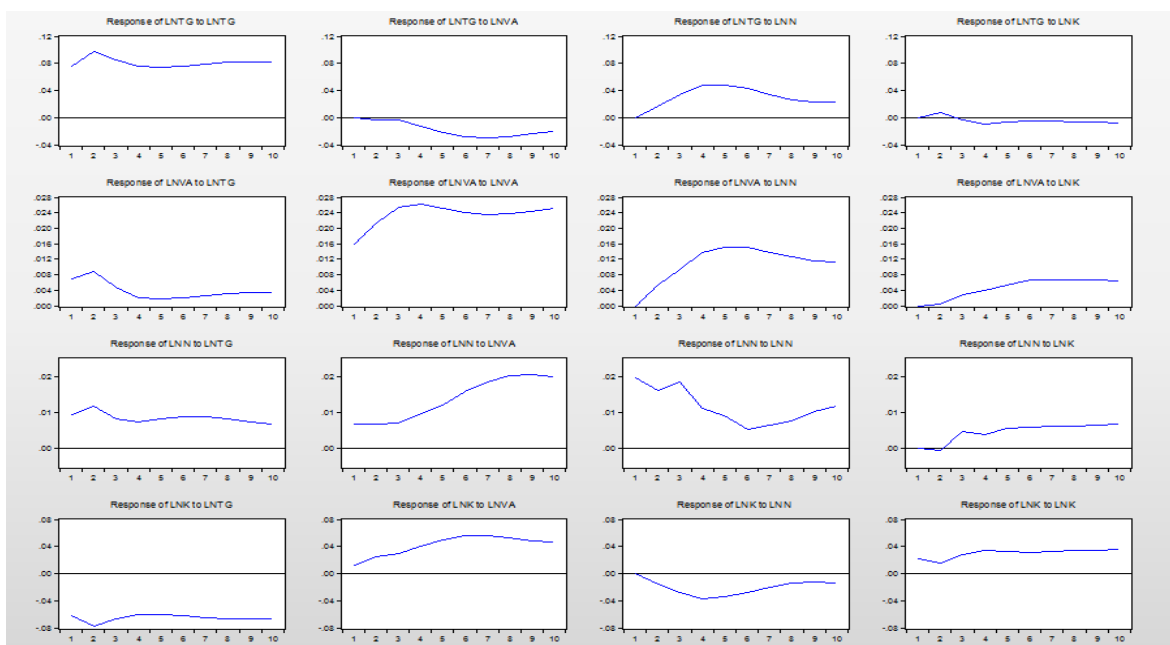 Response of LNTG to LNTG
.12
.08
.04
.00
-.04
1 2 3 4 5 6 7 8 9 10
Response of LNTG to LNVA
.12
.08
.04
.00
-.04
1 2 3 4 5 6 7 8 9 10
Response of LNTG to LNN
.12
.08
.04
.00
-.04
1 2 3 4 5 6 7 8 9 10
Response of LNTG to LNK
.12
.08
.04
.00
-.04
1 2 3 4 5 6 7 8 9 10
Response of LNVA to LNTG
.028
.024
.020
.016
.012
.008
.004
.000
1 2 3 4 5 6 7 8 9 10
Response of LNVA to LNVA
.028
.024
.020
.016
.012
.008
.004
.000
1 2 3 4 5 6 7 8 9 10
Response of LNVA to LNN
.028
.024
.020
.016
.012
.008
.004
.000
1 2 3 4 5 6 7 8 9 10
Response of LNVA to LNK
.028
.024
.020
.016
.012
.008
.004
.000
1 2 3 4 5 6 7 8 9 10
Response of LNN to LNTG
.02
.01
.00
1 2 3 4 5 6 7 8 9 10
Response of LNN to LNVA
.02
.01
.00
1 2 3 4 5 6 7 8 9 10
Response of LNN to LNN
.02
.01
.00
1 2 3 4 5 6 7 8 9 10
Response of LNN to LNK
.02
.01
.00
1 2 3 4 5 6 7 8 9 10
Response of LNK to LNTG
.08
.04
.00
-.04
-.08
1 2 3 4 5 6 7 8 9 10
Response of LNK to LNVA
.08
.04
.00
-.04
-.08
1 2 3 4 5 6 7 8 9 10
Response of LNK to LNN
.08
.04
.00
-.04
-.08
1 2 3 4 5 6 7 8 9 10
Response of LNK to LNK
.08
.04
.00
-.04
-.08
1 2 3 4 5 6 7 8 9 10